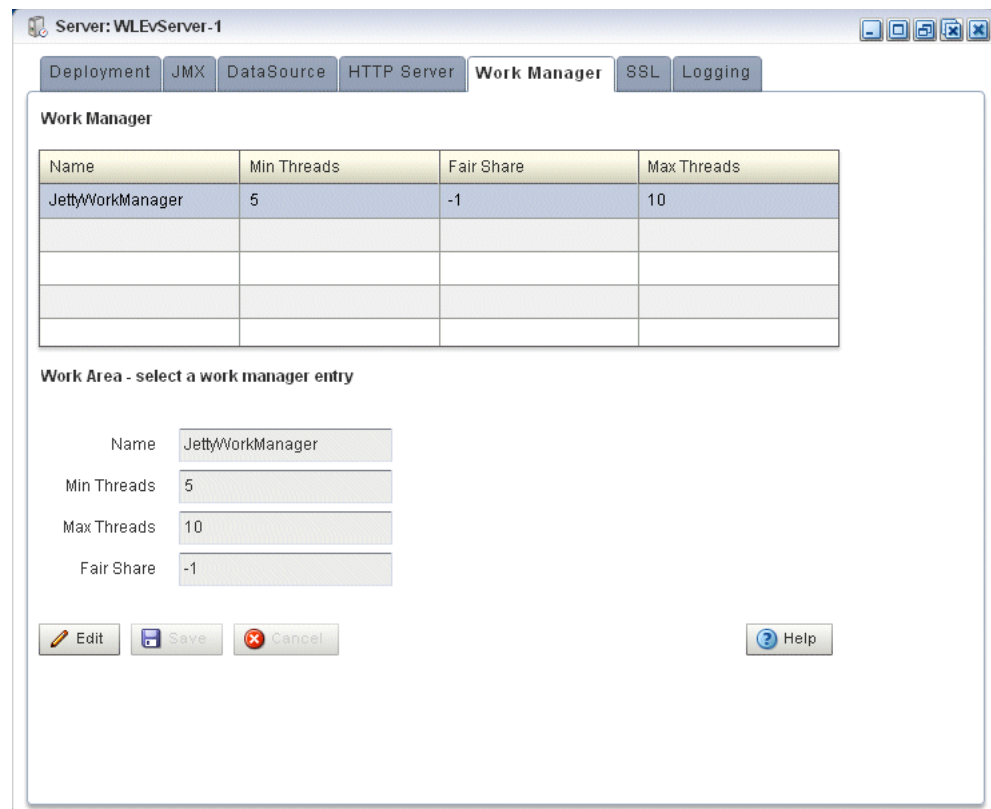 Server: WLEvServer-1
Deployment JMX DataSource HTTP Server Work Manager SSL Logging
Work Manager
Name Min Threads Fair Share Max Threads
JettyWorkManager 5 -1 10
Work Area - select a work manager entry
Name JettyWorkManager
Min Threads 5
Max Threads 10
Fair Share -1
Edit Save Cancel Help